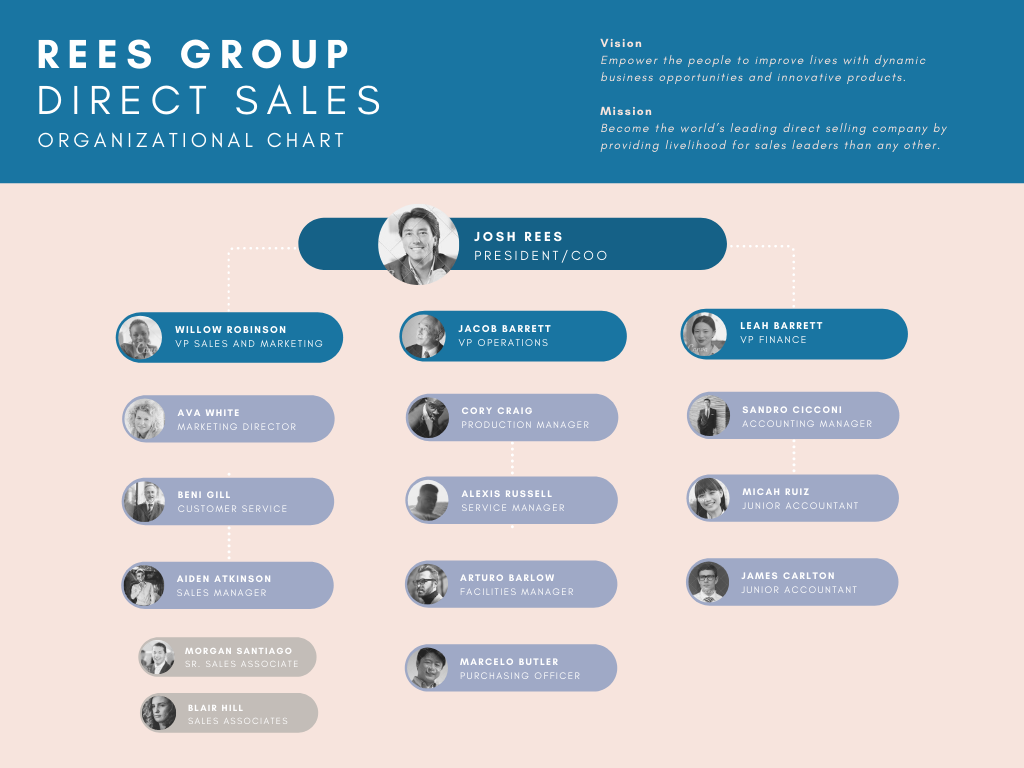 REES GROUP
DIRECT SALES
ORGANIZATIONAL CHART
Vision
Empower the people to improve lives with dynamic
business opportunities and innovative products.
Mission
Become the world's leading direct selling company by
providing livelihood for sales leaders than any other.
JOSH REES
PRESIDENT/COO
WILLOW ROBINSON
VP SALES AND MARKETING
AVA WHITE
MARKETING DIRECTOR
BENI GILL
CUSTOMER SERVICE
AIDEN ATKINSON
SALES MANAGER
MORGAN SANTIAGO
SR. SALES ASSOCIATE
BLAIR HILL
SALES ASSOCIATES
JACOB BARRETT
VP OPERATIONS
CORY CRAIG
PRODUCTION MANAGER
ALEXIS RUSSELL
SERVICE MANAGER
ARTURO BARLOW
FACILITIES MANAGER
MARCELO BUTLER
PURCHASING OFFICER
LEAH BARRETT
VP FINANCE
SANDRO CICCONI
ACCOUNTING MANAGER
MICAH RUIZ
JUNIOR ACCOUNTANT
JAMES CARLTON
JUNIOR ACCOUNTANT